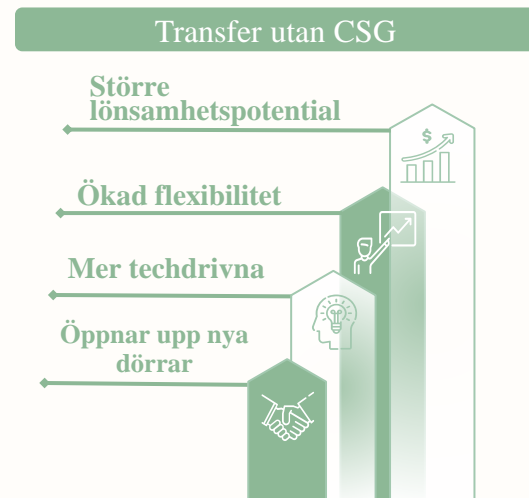 Transfer utan CSG
Större
lönsamhetspotential
$
Ökad flexibilitet
Mer techdrivna
Öppnar upp nya
dörrar